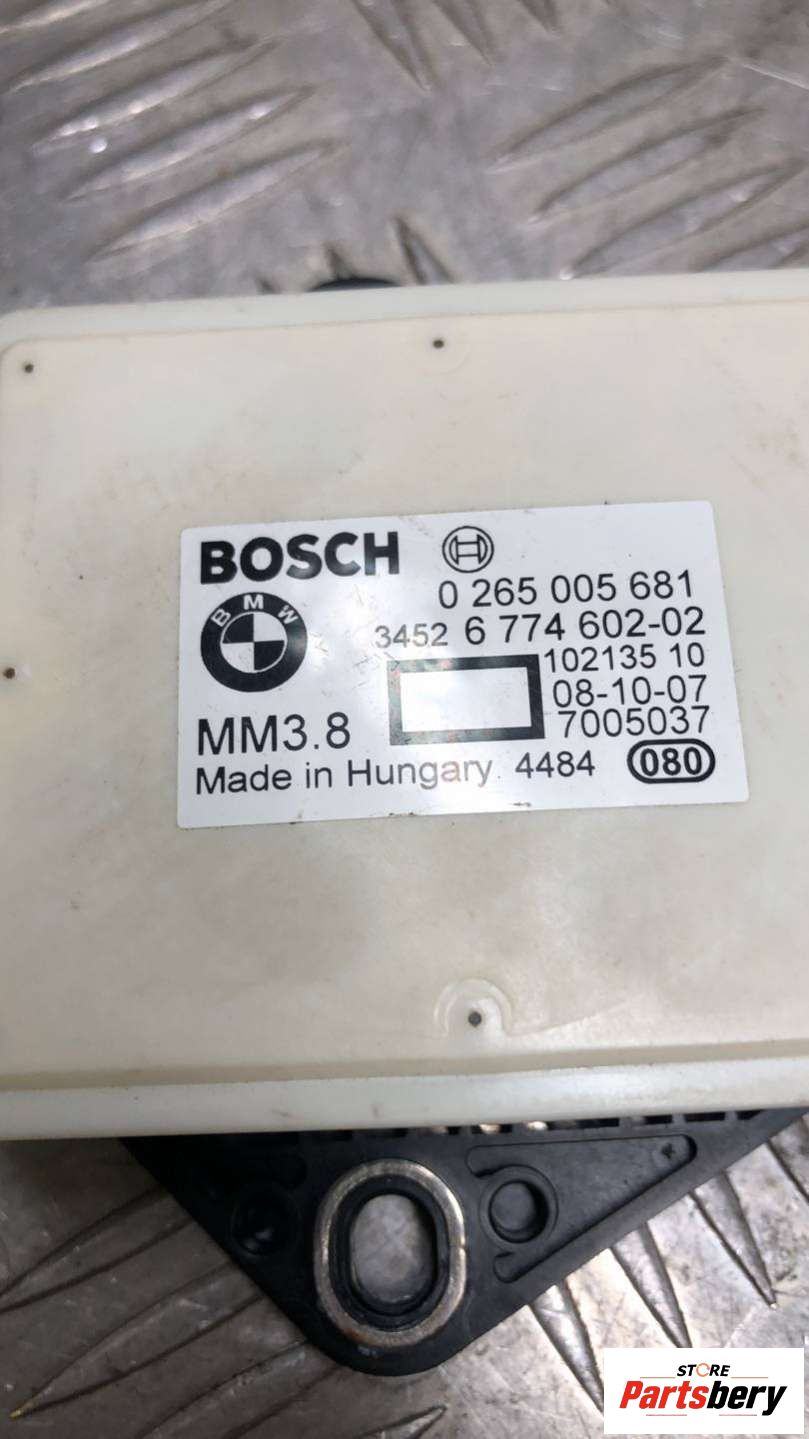 BOSCH
0 265 005 681
BMW
3452 6 774 602-02
102135 10
08-10-07
MM3.8
7005037
Made in Hungary 4484 080
STORE
Partsbery